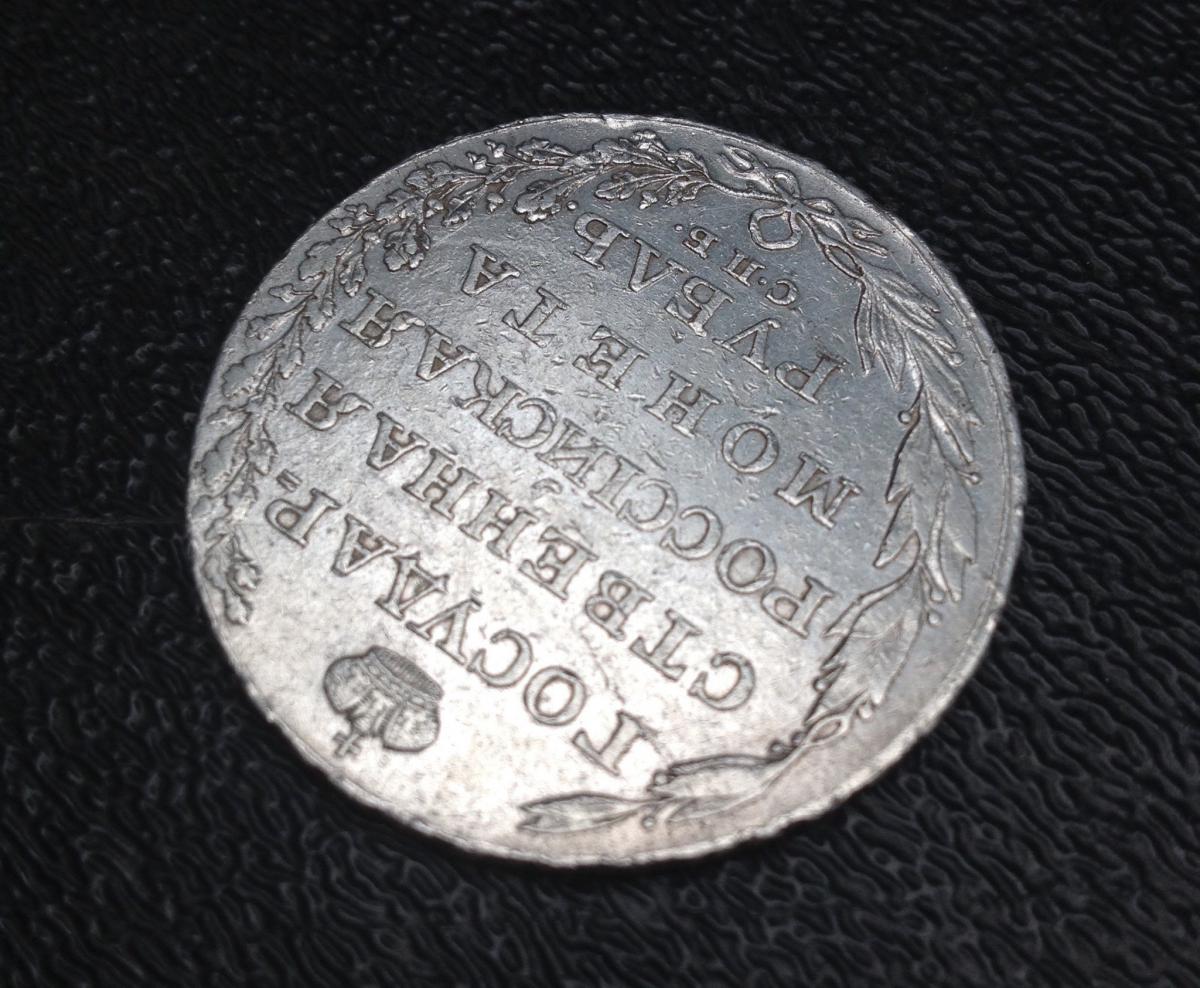 ГОСУДАР=
СТВЕННАЯ
РОССІЙСКАЯ
МОНЕТА
РУБЛЬ.
С·П Б.